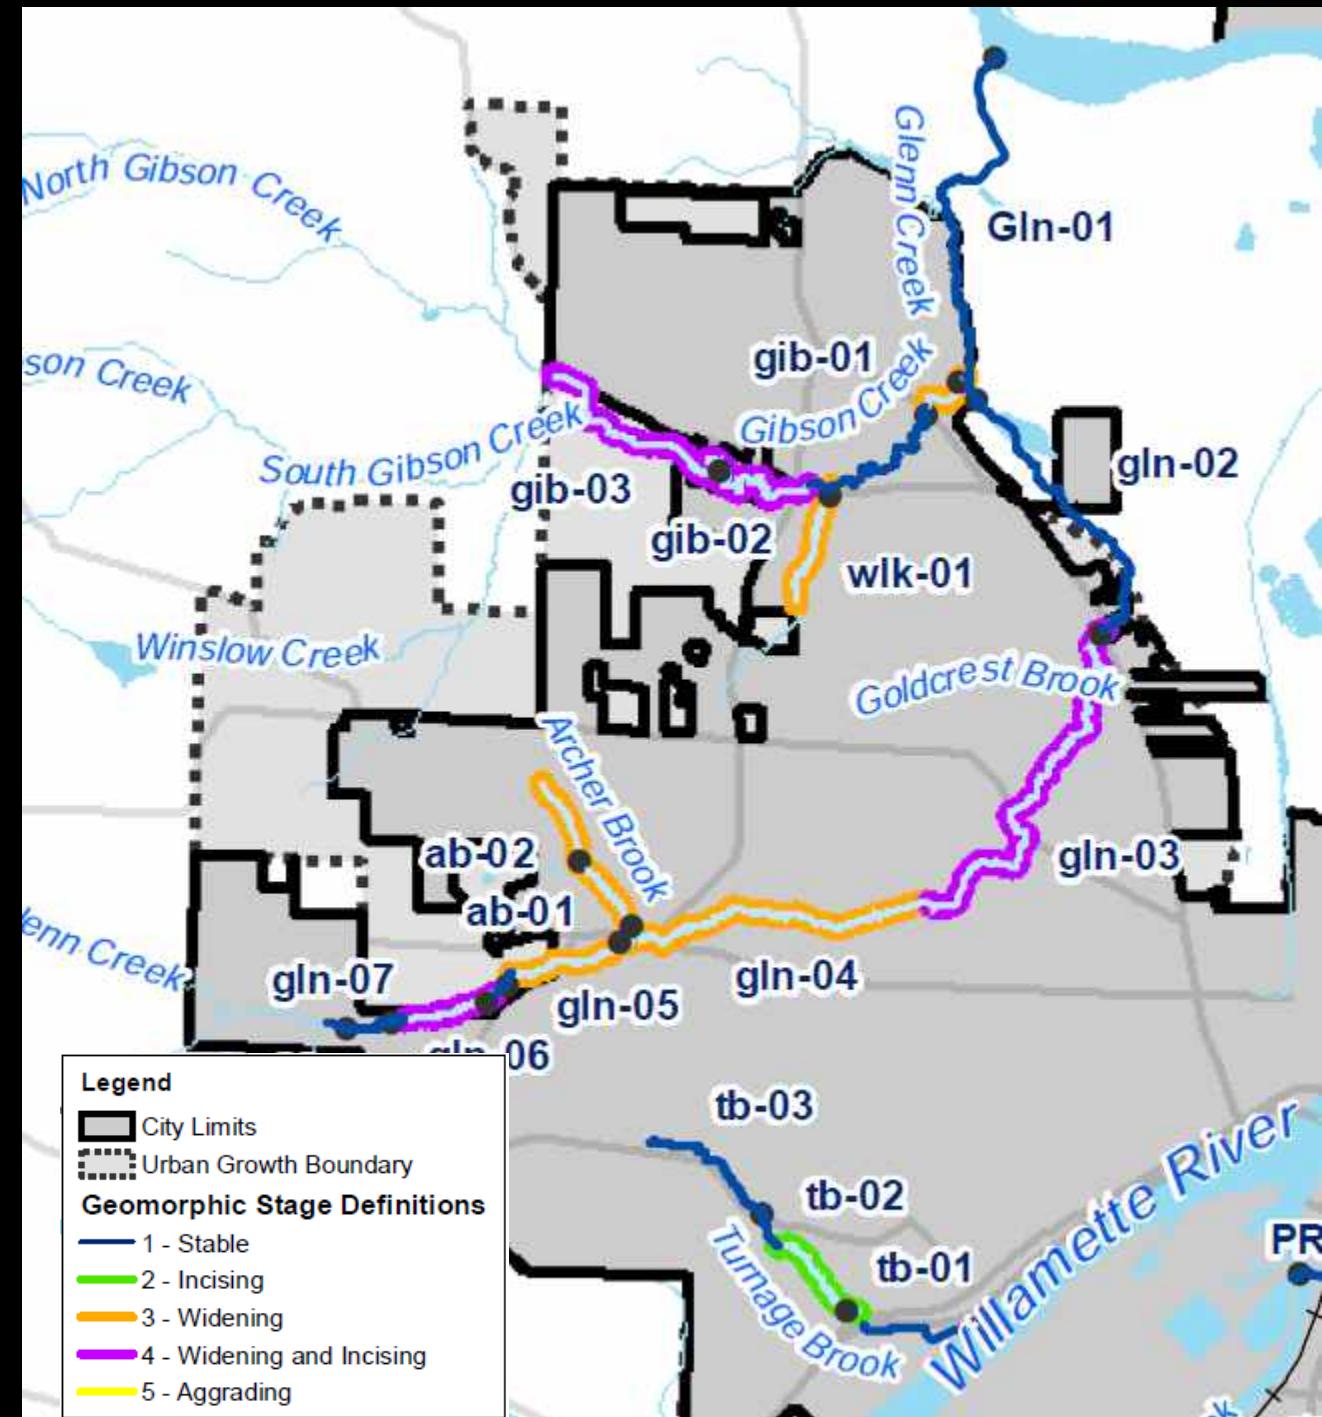 North Gibson Creek
Glenn Creek
Gln-01
gib-01
son Creek
Gibson Creek
South Gibson Creek
gln-02
gib-03
gib-02
wlk-01
Winslow Creek
Goldcrest Brook
Archer Brook
ab-02
gln-03
ab-01
lenn Creek
gln-07
gln-04
gln-05
gln-06
Legend
City Limits
Urban Growth Boundary
Geomorphic Stage Definitions
1 - Stable
2 - Incising
3 - Widening
4 - Widening and Incising
5 - Aggrading
tb-03
tb-02
tb-01
Turnage Brook
Willamette River
PR
k